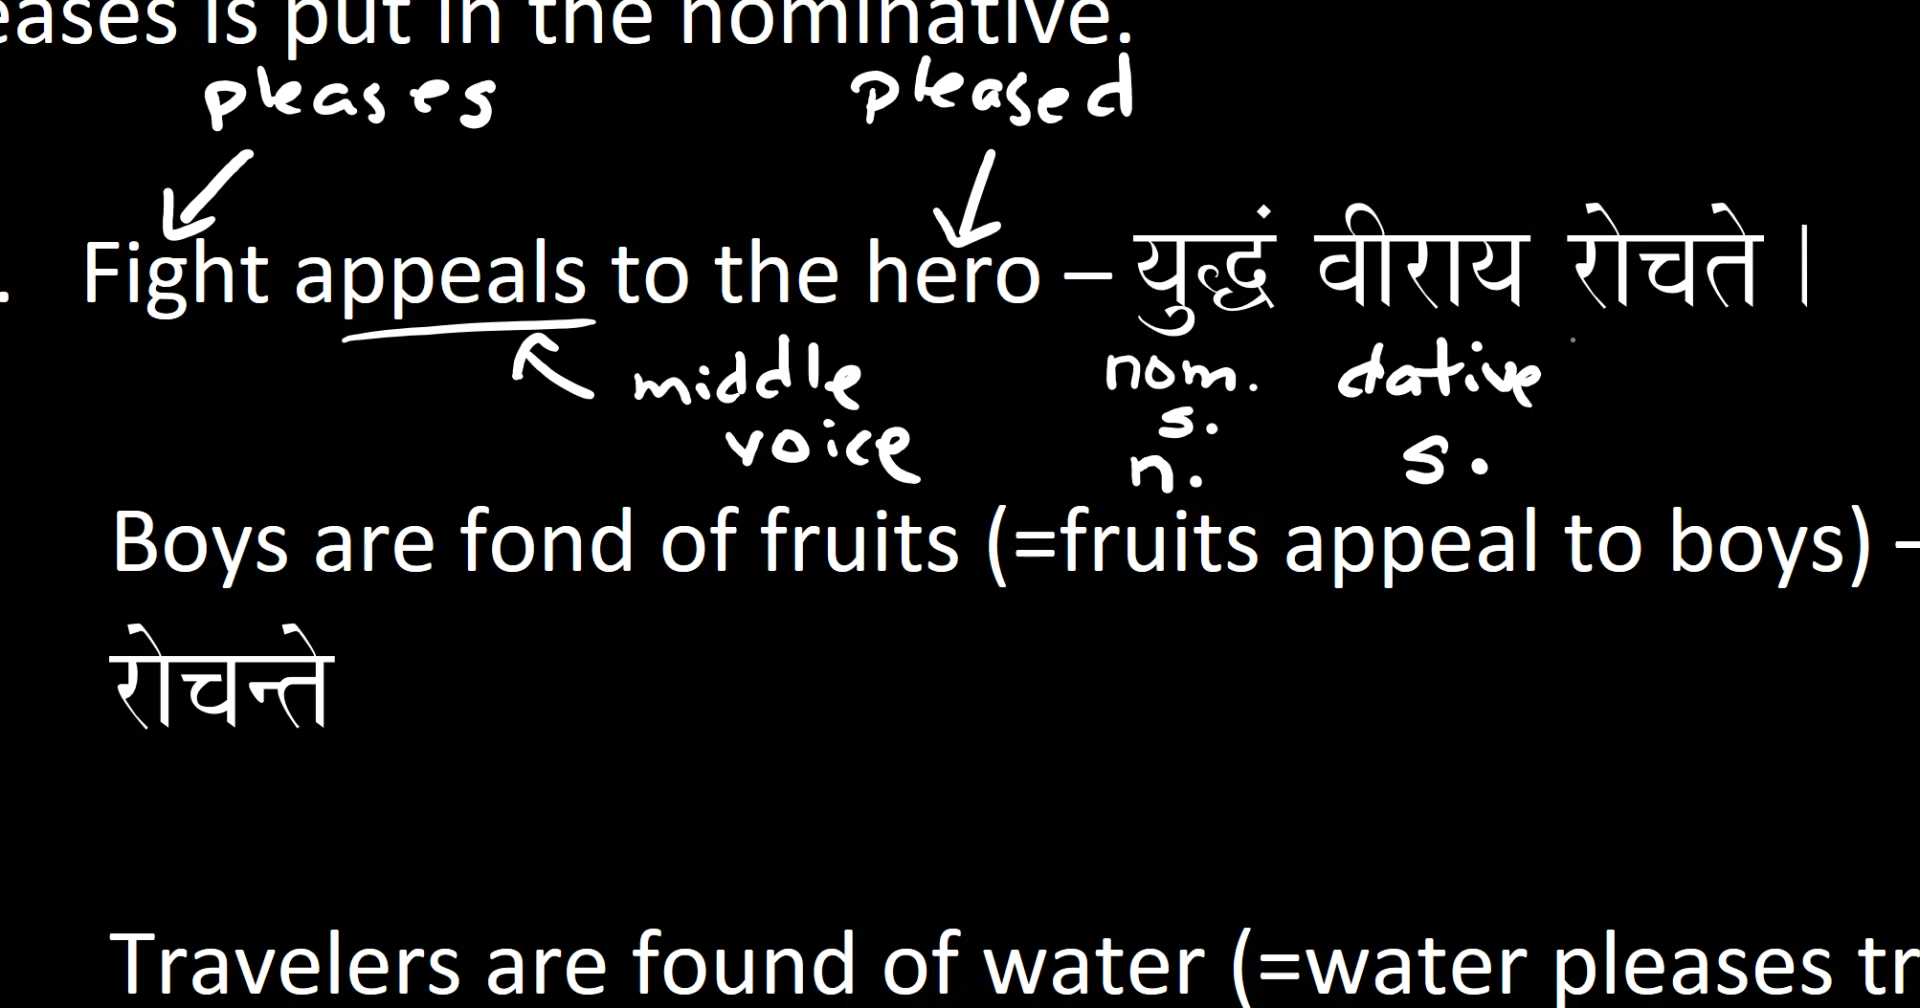 eases is put in the nominative.
pleases pleased
. Fight appeals to the hero – युद्धं वीराय रोचते ।
middle voice
nom. s. n.
dative s.
Boys are fond of fruits (=fruits appeal to boys) –
रोचन्ते
Travelers are found of water (=water pleases tr